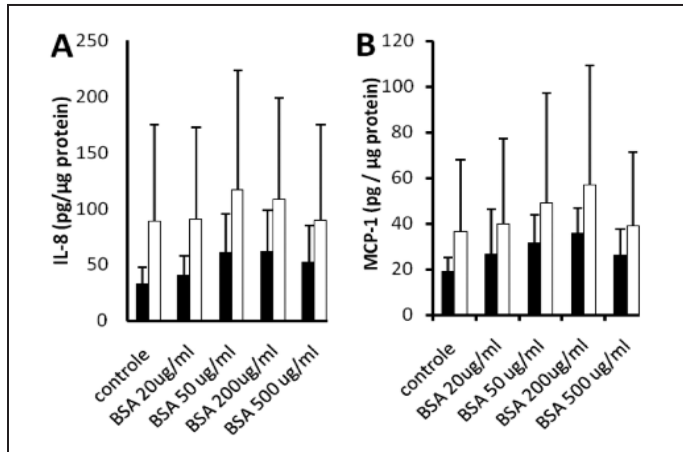 A
250
200
150
100
50
0
IL-8 (pg/µg protein)
controle
BSA 20ug/ml
BSA 50 ug/ml
BSA 200ug/ml
BSA 500 ug/ml
B
120
100
80
60
40
20
0
MCP-1 (pg / µg protein)
controle
BSA 20ug/ml
BSA 50 ug/ml
BSA 200ug/ml
BSA 500 ug/ml